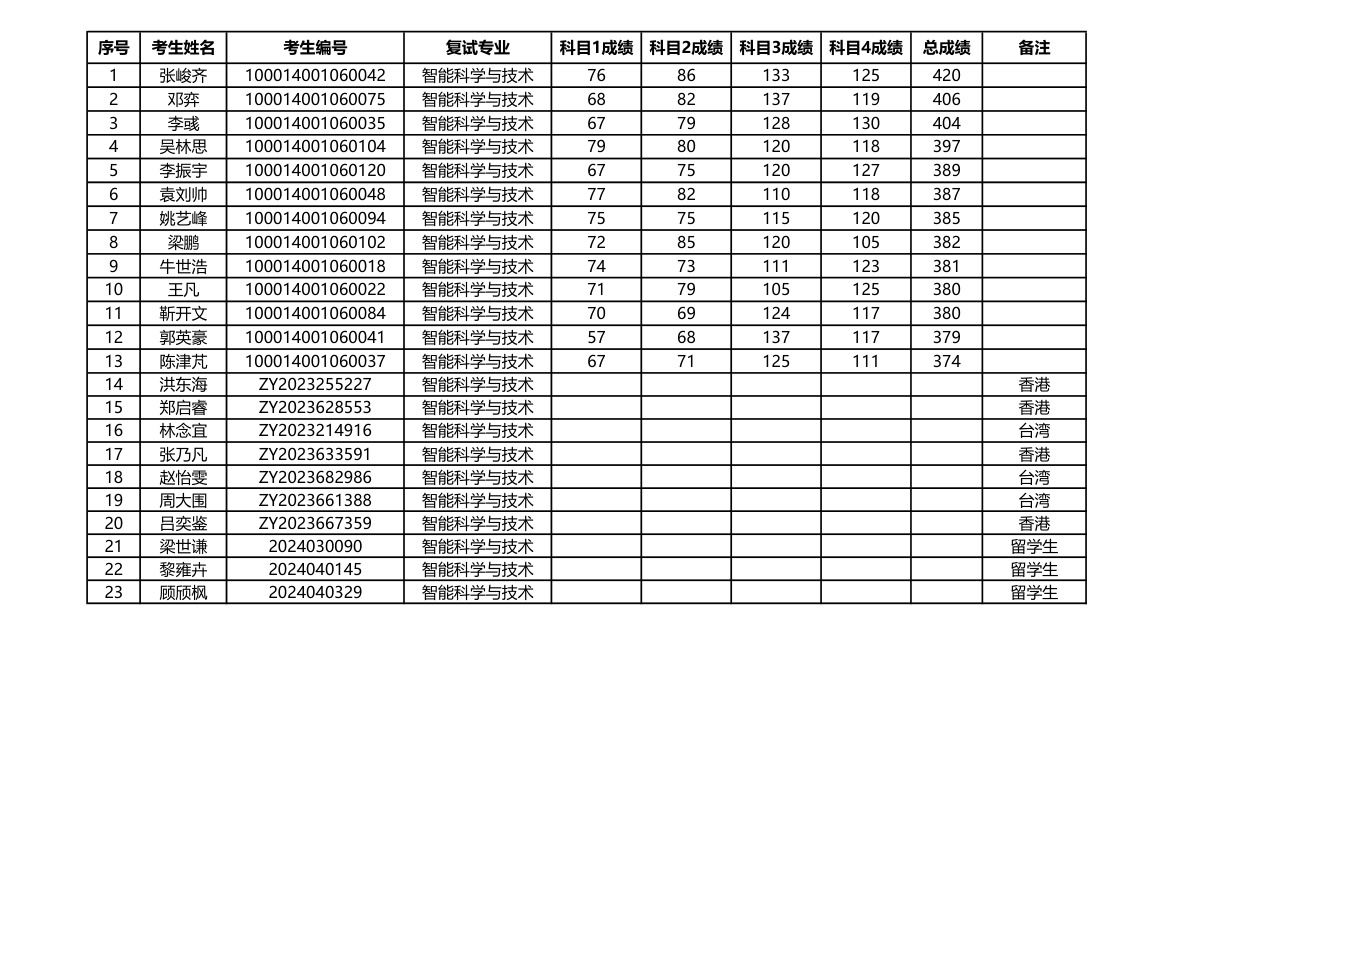 序号 考生姓名 考生编号 复试专业 科目1成绩 科目2成绩 科目3成绩 科目4成绩 总成绩 备注
1 张峻齐 100014001060042 智能科学与技术 76 86 133 125 420
2 邓弈 100014001060075 智能科学与技术 68 82 137 119 406
3 李彧 100014001060035 智能科学与技术 67 79 128 130 404
4 吴林思 100014001060104 智能科学与技术 79 80 120 118 397
5 李振宇 100014001060120 智能科学与技术 67 75 120 127 389
6 袁刘帅 100014001060048 智能科学与技术 77 82 110 118 387
7 姚艺峰 100014001060094 智能科学与技术 75 75 115 120 385
8 梁鹏 100014001060102 智能科学与技术 72 85 120 105 382
9 牛世浩 100014001060018 智能科学与技术 74 73 111 123 381
10 王凡 100014001060022 智能科学与技术 71 79 105 125 380
11 靳开文 100014001060084 智能科学与技术 70 69 124 117 380
12 郭英豪 100014001060041 智能科学与技术 57 68 137 117 379
13 陈津芃 100014001060037 智能科学与技术 67 71 125 111 374
14 洪东海 ZY2023255227 智能科学与技术 香港
15 郑启睿 ZY2023628553 智能科学与技术 香港
16 林念宜 ZY2023214916 智能科学与技术 台湾
17 张乃凡 ZY2023633591 智能科学与技术 香港
18 赵怡雯 ZY2023682986 智能科学与技术 台湾
19 周大围 ZY2023661388 智能科学与技术 台湾
20 吕奕鉴 ZY2023667359 智能科学与技术 香港
21 梁世谦 2024030090 智能科学与技术 留学生
22 黎雍卉 2024040145 智能科学与技术 留学生
23 顾颀枫 2024040329 智能科学与技术 留学生